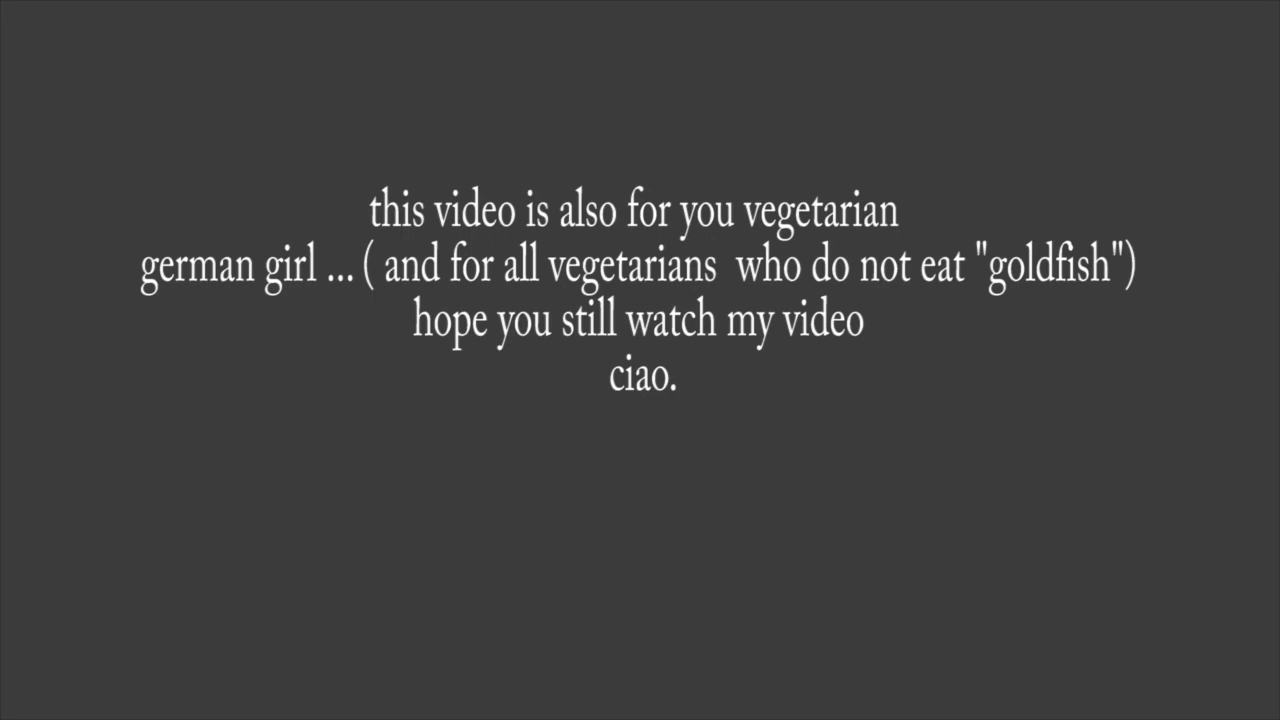 this video is also for you vegetarian
german girl ... ( and for all vegetarians  who do not eat "goldfish")
hope you still watch my video
ciao.